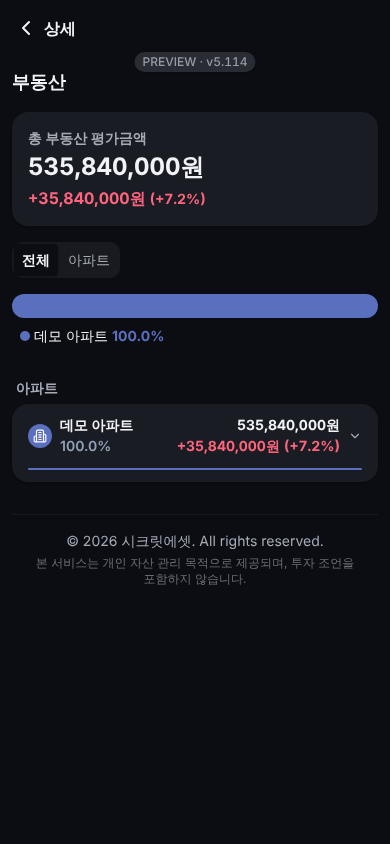 상세
PREVIEW · v5.114
부동산
총 부동산 평가금액
535,840,000원
+35,840,000원 (+7.2%)
전체 아파트
데모 아파트 100.0%
아파트
데모 아파트 535,840,000원
100.0% +35,840,000원 (+7.2%)
© 2026 시크릿에셋. All rights reserved.
본 서비스는 개인 자산 관리 목적으로 제공되며, 투자 조언을
포함하지 않습니다.